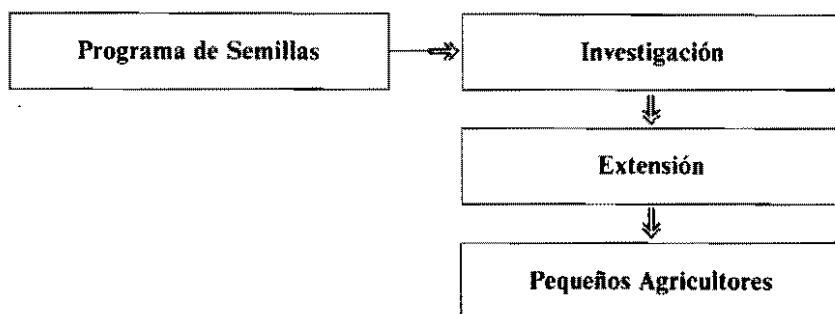 Programa de Semillas
Investigación
Extensión
Pequeños Agricultores